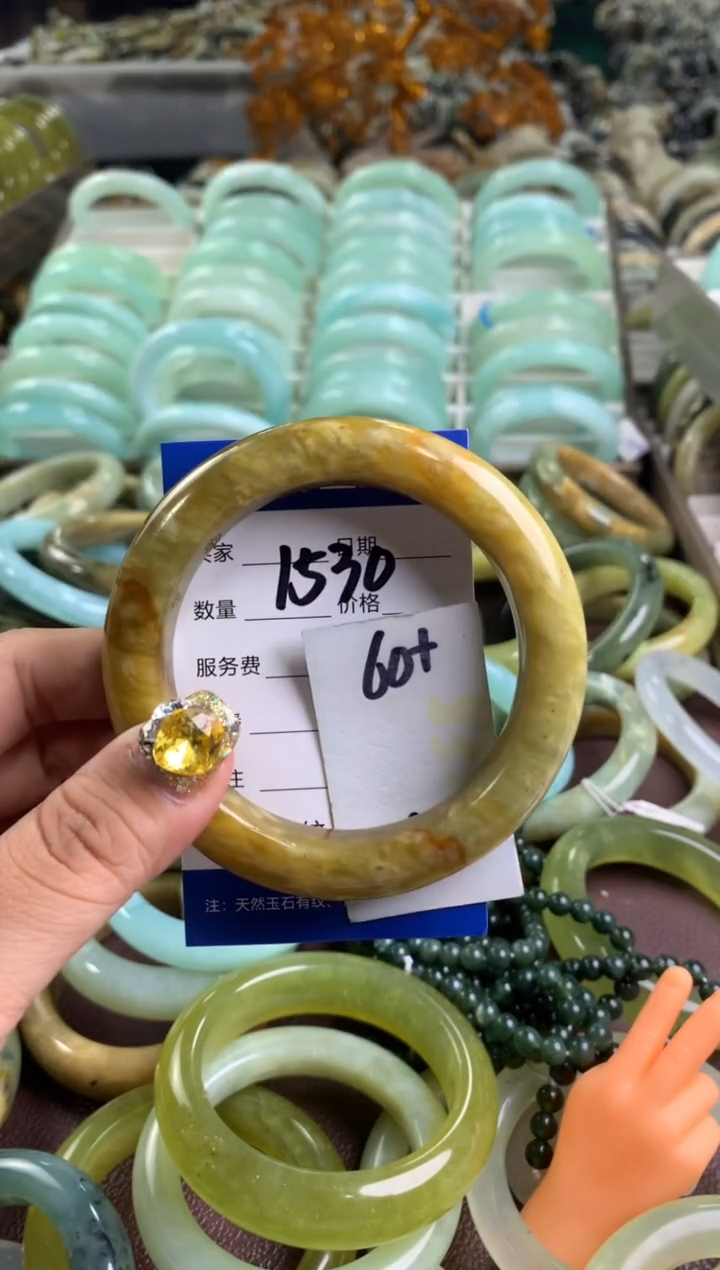 家 1530 日期
数量 价格
服务费
60+
注
注：天然玉石有纹、